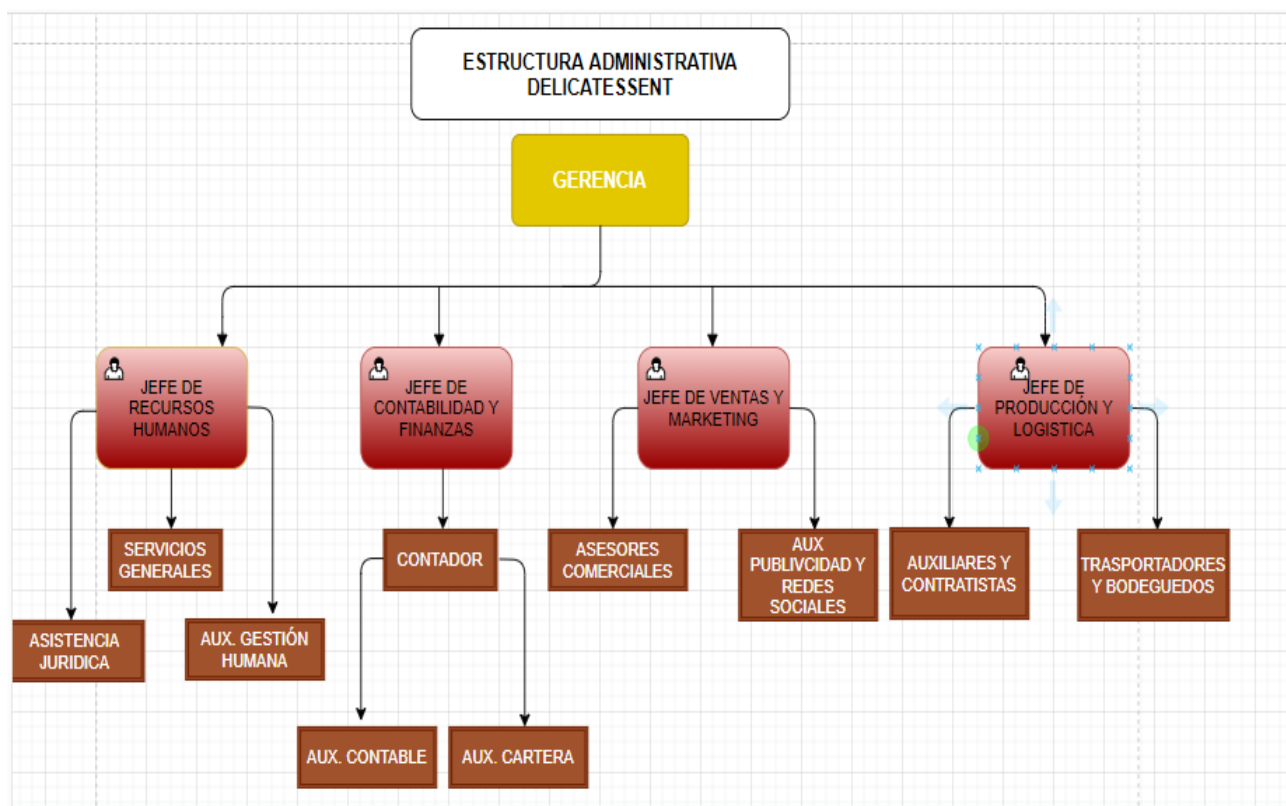 ESTRUCTURA ADMINISTRATIVA
DELICATESSENT
GERENCIA
JEFE DE
RECURSOS
HUMANOS
JEFE DE
CONTABILIDAD Y
FINANZAS
JEFE DE VENTAS Y
MARKETING
JEFE DE
PRODUCCIÓN Y
LOGISTICA
SERVICIOS
GENERALES
CONTADOR
ASESORES
COMERCIALES
AUX
PUBLIVCIDAD Y
REDES
SOCIALES
AUXILIARES Y
CONTRATISTAS
TRASPORTADORES
Y BODEGUEDOS
ASISTENCIA
JURIDICA
AUX. GESTIÓN
HUMANA
AUX. CONTABLE
AUX. CARTERA